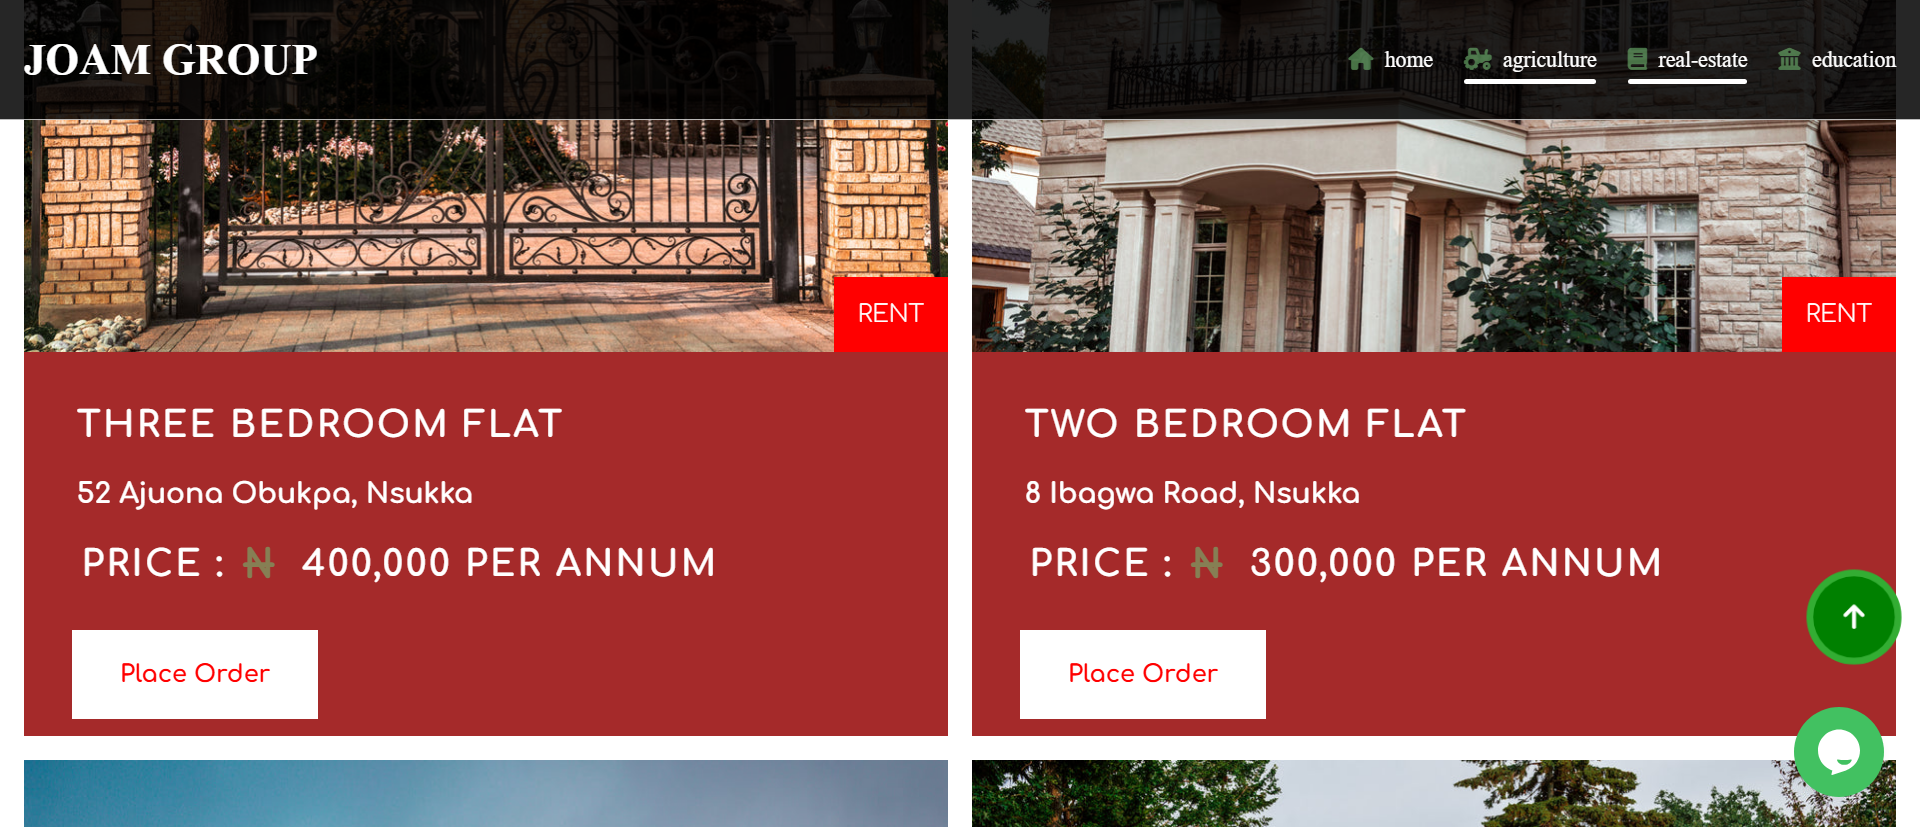 JOAM GROUP
home
agriculture
real-estate
education
RENT
THREE BEDROOM FLAT
52 Ajuona Obukpa, Nsukka
PRICE : ₦ 400,000 PER ANNUM
Place Order
RENT
TWO BEDROOM FLAT
8 Ibagwa Road, Nsukka
PRICE : ₦ 300,000 PER ANNUM
Place Order